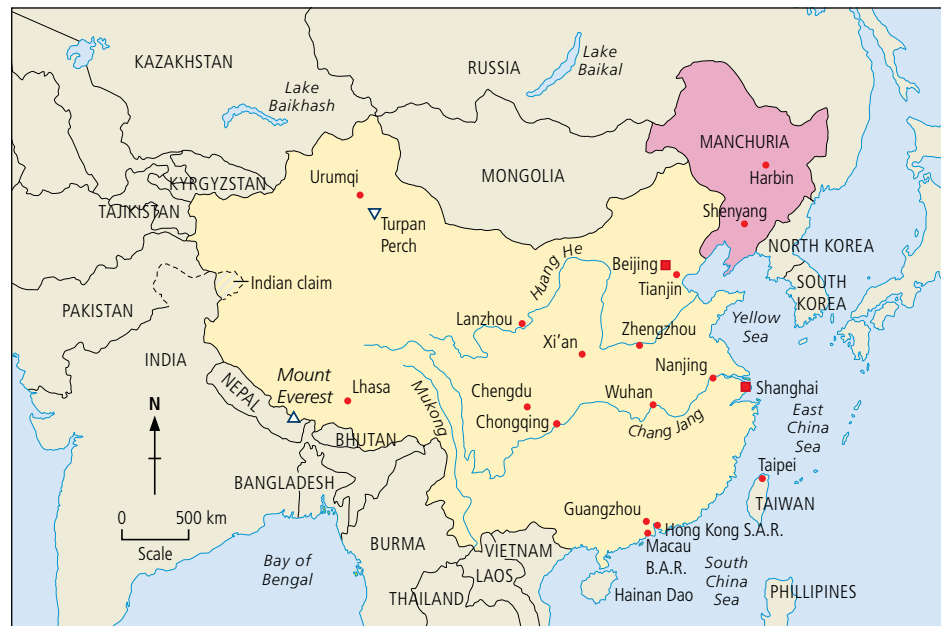 KAZAKHSTAN
RUSSIA
Lake
Baikal
Lake
Baikhash
MANCHURIA
Harbin
MONGOLIA
Urumqi
KYRGYZSTAN
TAJIKISTAN
Turpan
Perch
Shenyang
NORTH KOREA
SOUTH
KOREA
Huang He
Beijing
Tianjin
Indian claim
PAKISTAN
Lanzhou
Zhengzhou
Yellow
Sea
Xi'an
INDIA
Nanjing
NEPAL
Mount
Everest
Lhasa
Mukong
Chengdu
Wuhan
Shanghai
Chongqing
Chang Jang
East
China
Sea
N
BHUTAN
BANGLADESH
Taipei
TAIWAN
0 500 km
Scale
Guangzhou
Hong Kong S.A.R.
Macau
B.A.R.
BURMA
VIETNAM
Bay of
Bengal
LAOS
South
China
Sea
THAILAND
Hainan Dao
PHILLIPINES